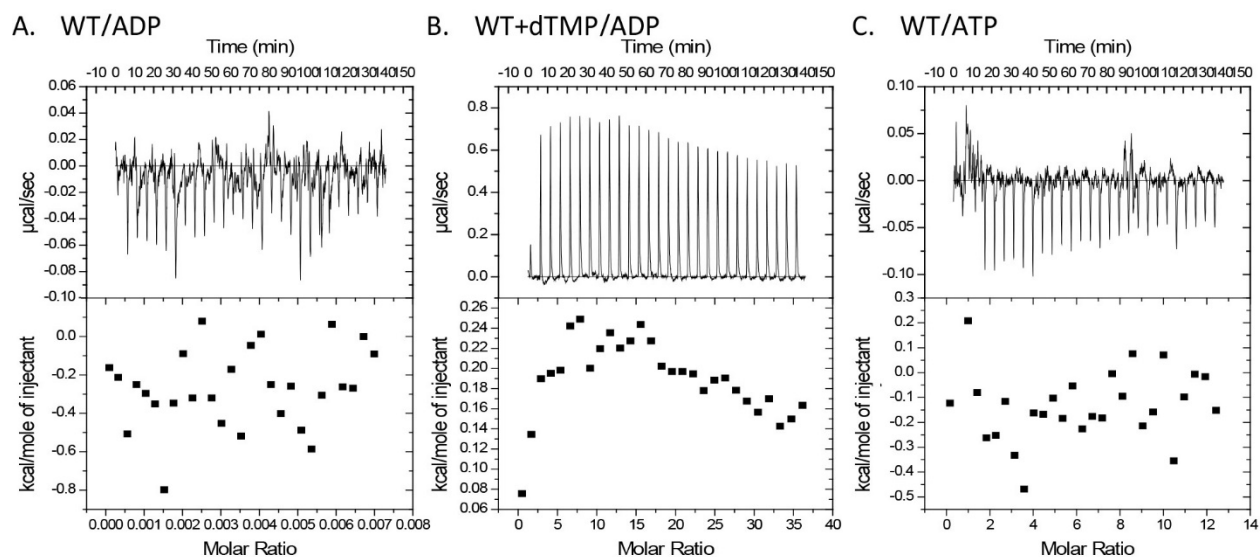 A. WT/ADP
Time (min)
-10 0 10 20 30 40 50 60 70 80 90 100 110 120 130 140 150
0.06
0.04
0.02
0.00
-0.02
-0.04
-0.06
-0.08
-0.10
µcal/sec
0.0
-0.2
-0.4
-0.6
-0.8
kcal/mole of injectant
0.000 0.001 0.002 0.003 0.004 0.005 0.006 0.007 0.008
Molar Ratio
B. WT+dTMP/ADP
Time (min)
-10 0 10 20 30 40 50 60 70 80 90 100 110 120 130 140 150
0.8
0.6
0.4
0.2
0.0
µcal/sec
0.26
0.24
0.22
0.20
0.18
0.16
0.14
0.12
0.10
0.08
0.06
kcal/mole of injectant
0 5 10 15 20 25 30 35 40
Molar Ratio
C. WT/ATP
Time (min)
-10 0 10 20 30 40 50 60 70 80 90 100 110 120 130 140 150
0.10
0.05
0.00
-0.05
-0.10
µcal/sec
0.3
0.2
0.1
0.0
-0.1
-0.2
-0.3
-0.4
-0.5
kcal/mole of injectant
0 2 4 6 8 10 12 14
Molar Ratio